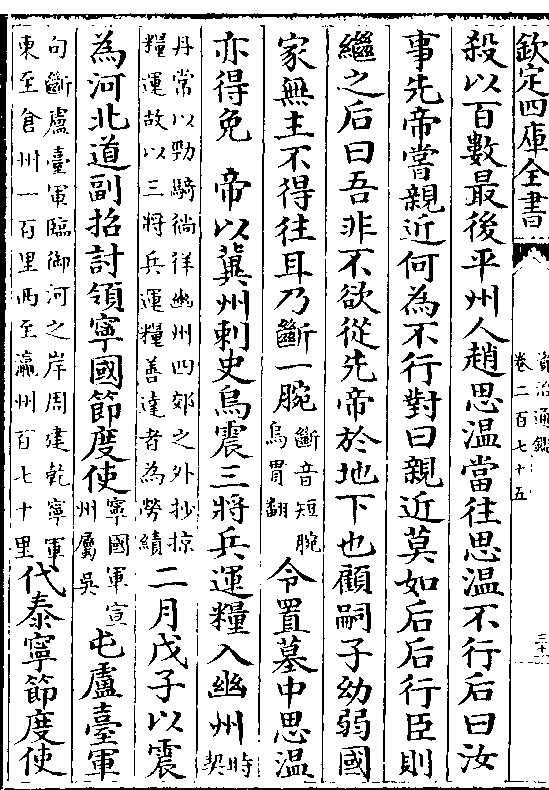 欽定四庫全書
資治通鑑
卷二百七十五
三十
殺以百數最後平州人趙思溫當往思溫不行后曰汝
事先帝嘗親近何為不行對曰親近莫如后后行臣則
繼之后曰吾非不欲從先帝於地下也顧嗣子幼弱國
家無主不得往耳乃斷一腕斷音短腕烏貫翻令置墓中思溫
亦得免 帝以冀州刺史烏震三將兵運糧入幽州時契
丹常以勁騎徜徉幽州四郊之外抄掠糧運故以三將兵運糧善達者為勞績二月戊子以震
為河北道副招討領寧國節度使寧國軍宣州屬吳屯盧臺軍
句斷盧臺軍臨御河之岸周建乾寧軍東至倉州一百里西至瀛州百七十里代泰寧節度使